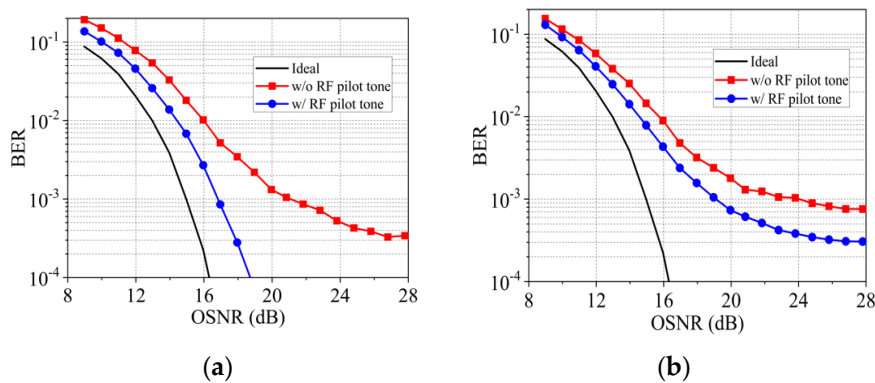 10^-1
10^-2
10^-3
10^-4
BER
8 12 16 20 24 28
OSNR (dB)
Ideal
w/o RF pilot tone
w/ RF pilot tone
(a)
10^-1
10^-2
10^-3
10^-4
BER
8 12 16 20 24 28
OSNR (dB)
Ideal
w/o RF pilot tone
w/ RF pilot tone
(b)